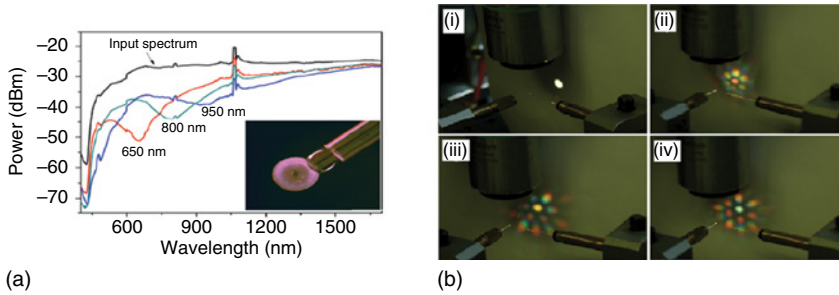 −20
−30
−40
−50
−60
−70
Power (dBm)
Input spectrum
650 nm
800 nm
950 nm
600
900
1200
1500
Wavelength (nm)
(a)
(i)
(ii)
(iii)
(iv)
(b)